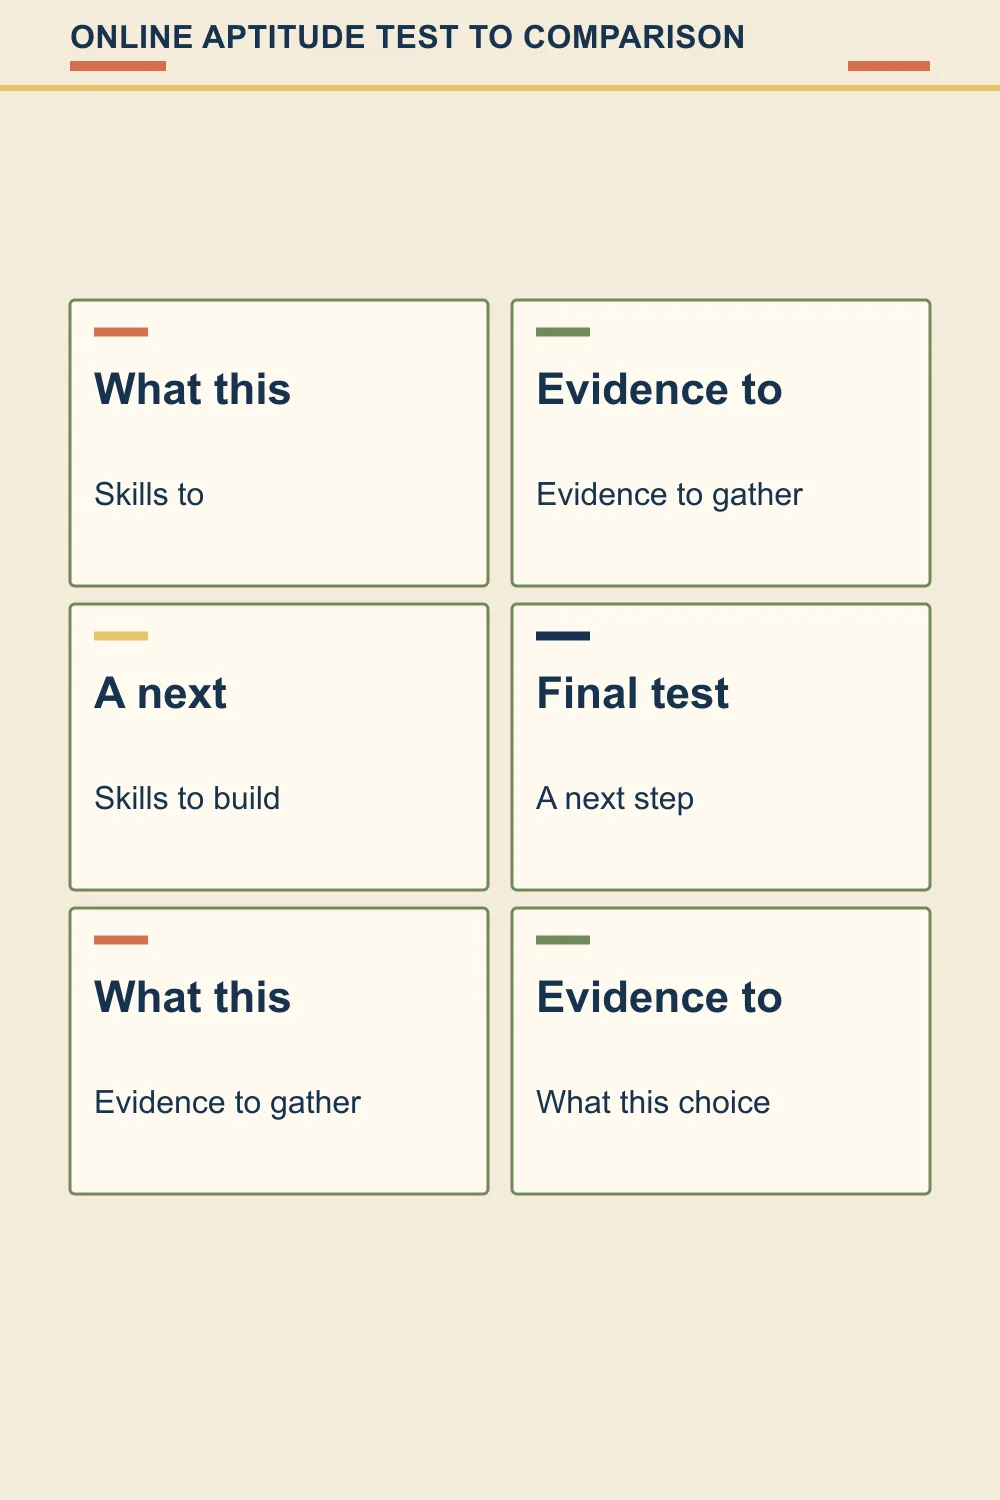 ONLINE APTITUDE TEST TO COMPARISON
What this
Skills to
Evidence to
Evidence to gather
A next
Skills to build
Final test
A next step
What this
Evidence to gather
Evidence to
What this choice